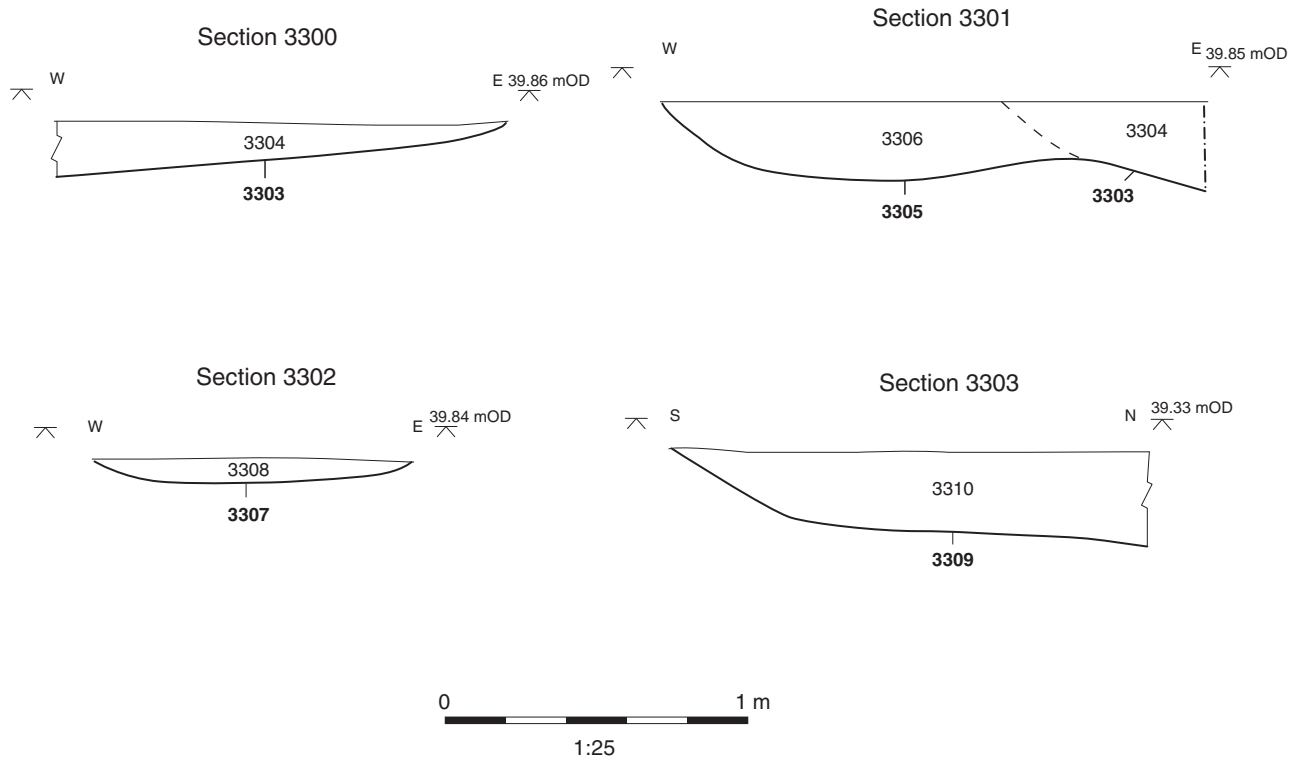 Section 3300
W
E 39.86 mOD
3304
3303
Section 3301
W
E 39.85 mOD
3306
3304
3305
3303
Section 3302
W
E 39.84 mOD
3308
3307
Section 3303
S
N 39.33 mOD
3310
3309
0 1 m
1:25